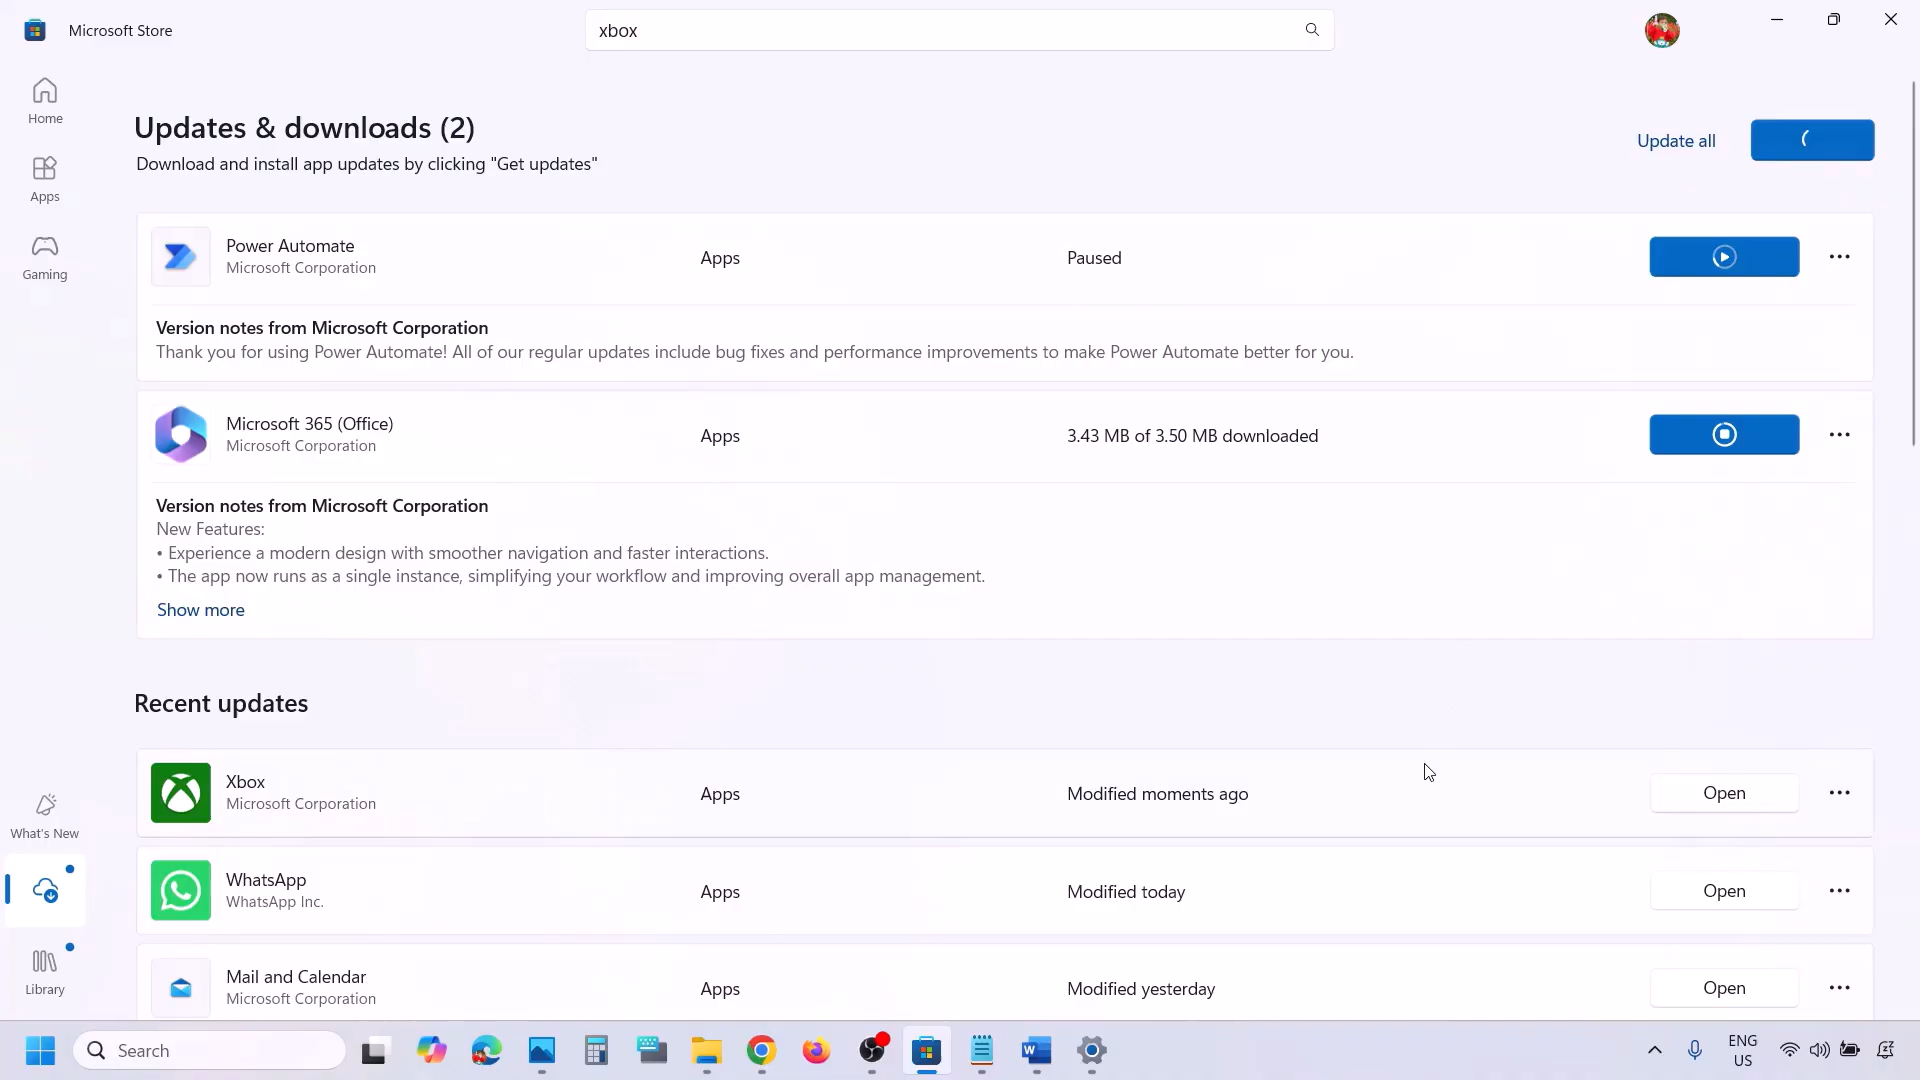 Microsoft Store
xbox
Home
Apps
Gaming
What's New
Library
Updates & downloads (2)
Download and install app updates by clicking "Get updates"
Update all
Power Automate
Microsoft Corporation
Apps
Paused
Version notes from Microsoft Corporation
Thank you for using Power Automate! All of our regular updates include bug fixes and performance improvements to make Power Automate better for you.
Microsoft 365 (Office)
Microsoft Corporation
Apps
3.43 MB of 3.50 MB downloaded
Version notes from Microsoft Corporation
New Features:
• Experience a modern design with smoother navigation and faster interactions.
• The app now runs as a single instance, simplifying your workflow and improving overall app management.
Show more
Recent updates
Xbox
Microsoft Corporation
Apps
Modified moments ago
Open
WhatsApp
WhatsApp Inc.
Apps
Modified today
Open
Mail and Calendar
Microsoft Corporation
Apps
Modified yesterday
Open
Search
ENG
US